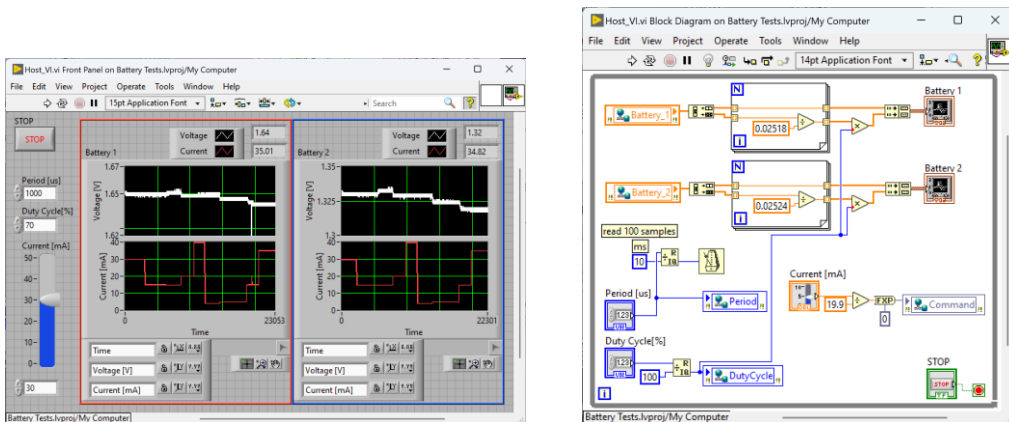 Host_VI.vi Front Panel on Battery Tests.lvproj/My Computer
File Edit View Project Operate Tools Window Help
15pt Application Font
Search
STOP
STOP
Period [us]
1000
Duty Cycle[%]
70
Current [mA]
50
40
30
20
10
0
30
Battery 1
Voltage 1.64
Current 35.01
Voltage [V]
1.67
1.65
1.62
Current [mA]
40
30
20
10
0
0 23053
Time
Time
Voltage [V]
Current [mA]
Battery 2
Voltage 1.32
Current 34.82
Voltage [V]
1.35
1.325
1.3
Current [mA]
40
30
20
10
0
0 22301
Time
Time
Voltage [V]
Current [mA]
Battery Tests.lvproj/My Computer
Host_VI.vi Block Diagram on Battery Tests.lvproj/My Computer
File Edit View Project Operate Tools Window Help
14pt Application Font
N
Battery_1
0.02518
i
Battery 1
N
Battery_2
0.02524
i
Battery 2
read 100 samples
ms
10
R
IQ
Period [us]
1.23
Period
Duty Cycle[%]
1.23
100
R
IQ
DutyCycle
Current [mA]
19.9
FXP
0
Command
STOP
STOP
TF
i
Battery Tests.lvproj/My Computer